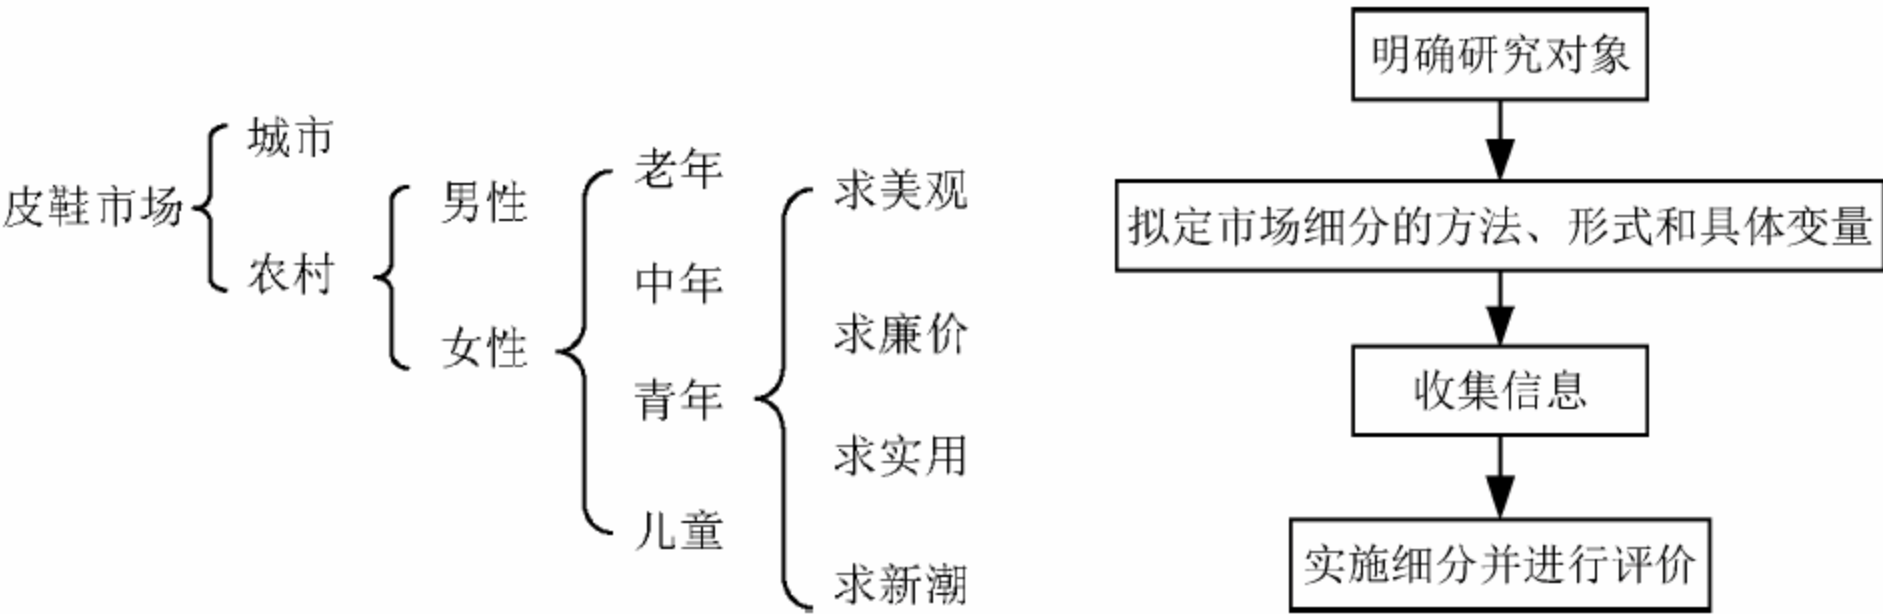 皮鞋市场
城市
农村
男性
女性
老年
中年
青年
儿童
求美观
求廉价
求实用
求新潮
明确研究对象
拟定市场细分的方法、形式和具体变量
收集信息
实施细分并进行评价